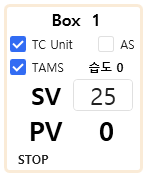 Box 1
TC Unit AS
TAMS 습도 0
SV 25
PV 0
STOP